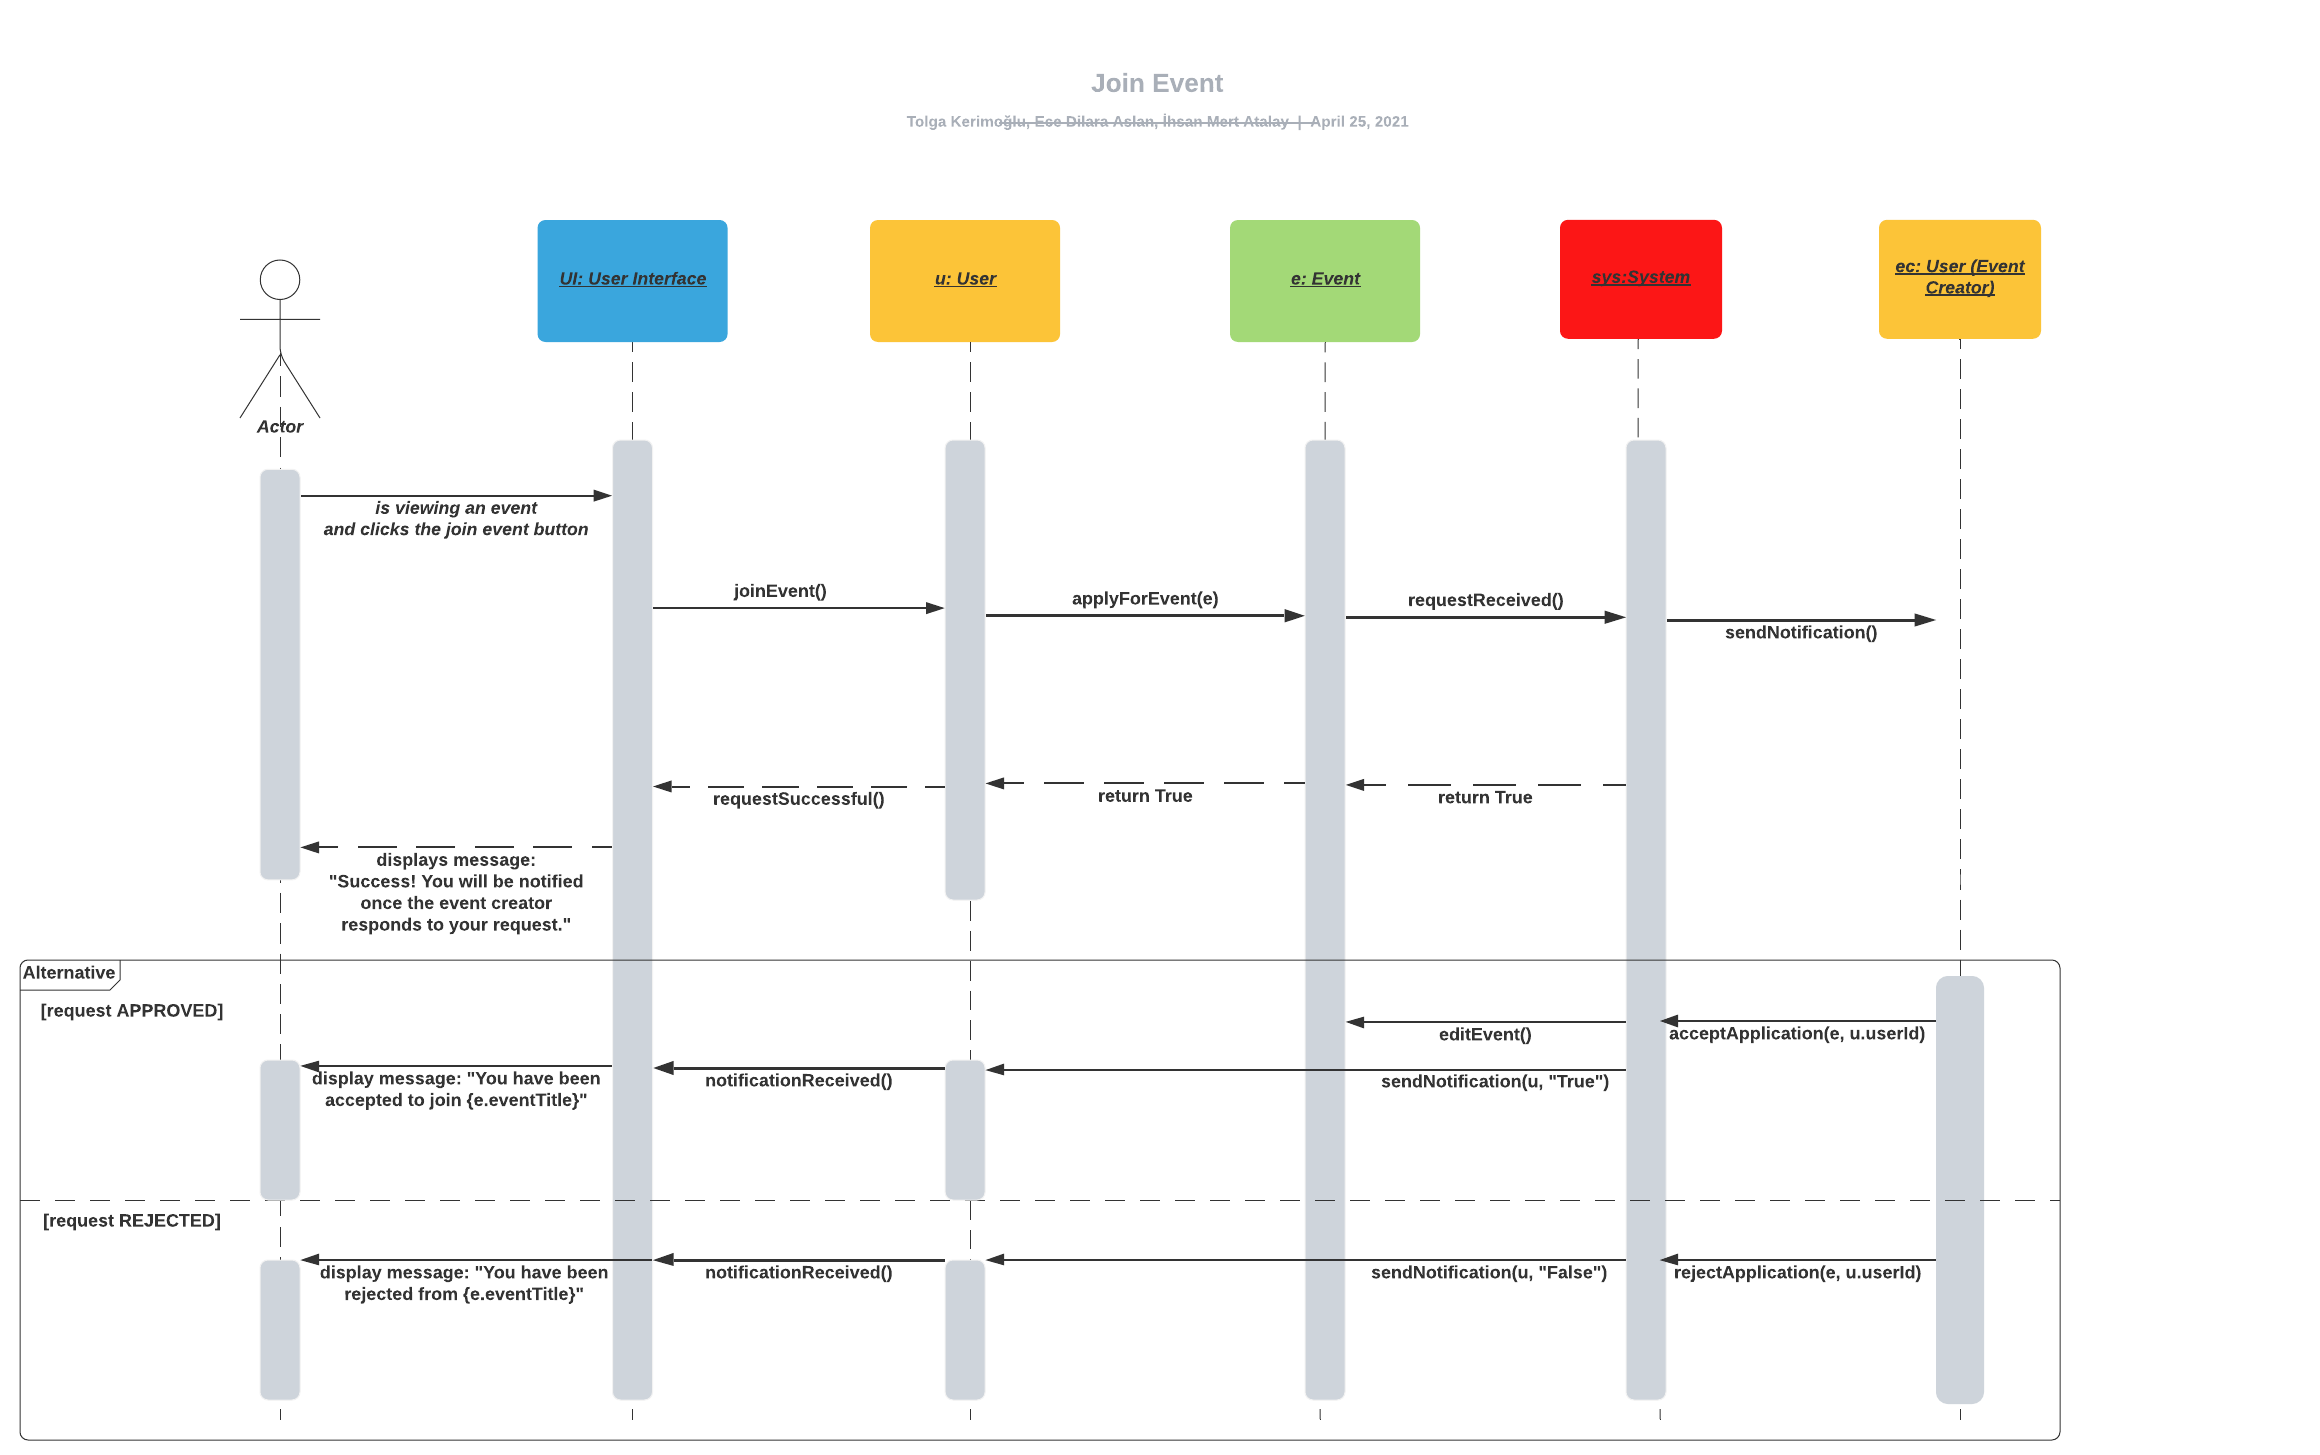 Join Event
Tolga Kerimoğlu, Ece Dilara Aslan, İhsan Mert Atalay | April 25, 2021
UI: User Interface
u: User
e: Event
sys:System
ec: User (Event
Creator)
Actor
is viewing an event
and clicks the join event button
joinEvent()
applyForEvent(e)
requestReceived()
sendNotification()
requestSuccessful()
return True
return True
displays message:
"Success! You will be notified
once the event creator
responds to your request."
Alternative
[request APPROVED]
editEvent()
acceptApplication(e, u.userId)
display message: "You have been
accepted to join {e.eventTitle}"
notificationReceived()
sendNotification(u, "True")
[request REJECTED]
display message: "You have been
rejected from {e.eventTitle}"
notificationReceived()
sendNotification(u, "False")
rejectApplication(e, u.userId)